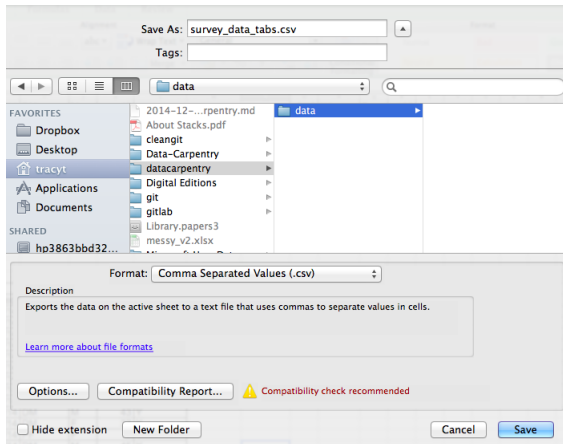 Save As: survey_data_tabs.csv
Tags:
data
FAVORITES
Dropbox
Desktop
tracyt
Applications
Documents
SHARED
hp3863bbd32...
2014-12-...rpentry.md
About Stacks.pdf
cleangit
Data-Carpentry
datacarpentry
Digital Editions
git
gitlab
Library.papers3
messy_v2.xlsx
data
Format: Comma Separated Values (.csv)
Description
Exports the data on the active sheet to a text file that uses commas to separate values in cells.
Learn more about file formats
Options... Compatibility Report... Compatibility check recommended
Hide extension New Folder Cancel Save